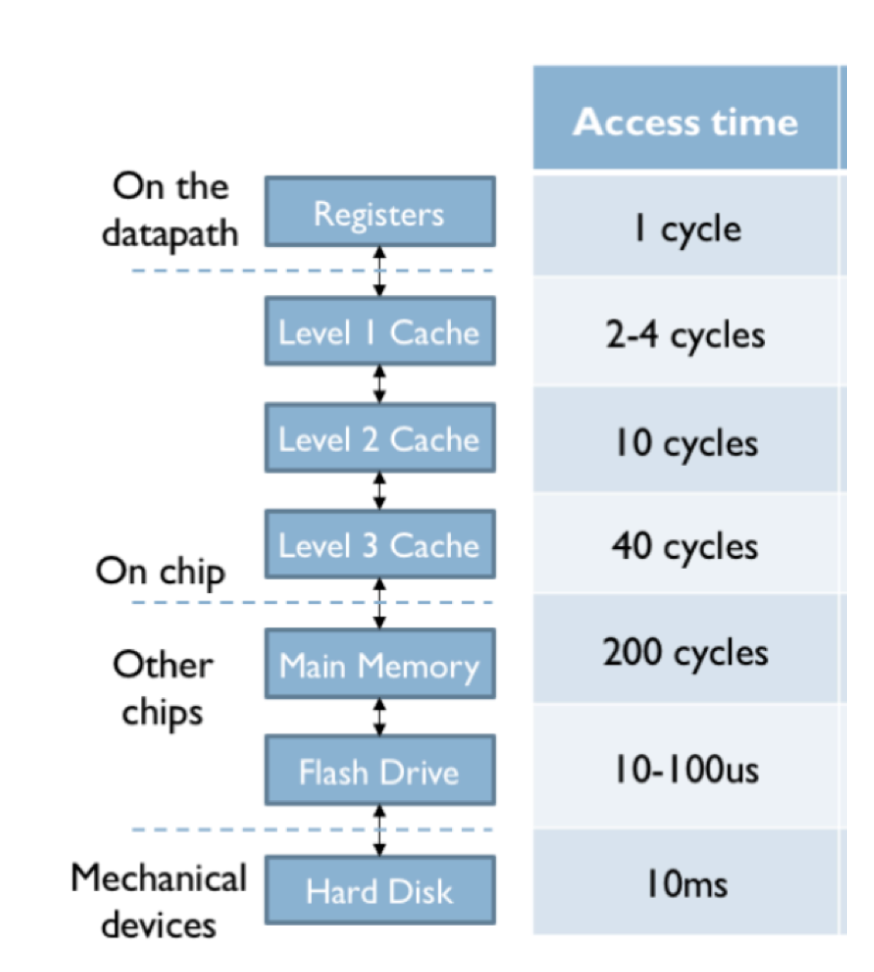 Access time
On the
datapath
Registers
1 cycle
Level 1 Cache
2-4 cycles
Level 2 Cache
10 cycles
Level 3 Cache
40 cycles
On chip
Other
chips
Main Memory
200 cycles
Flash Drive
10-100us
Mechanical
devices
Hard Disk
10ms